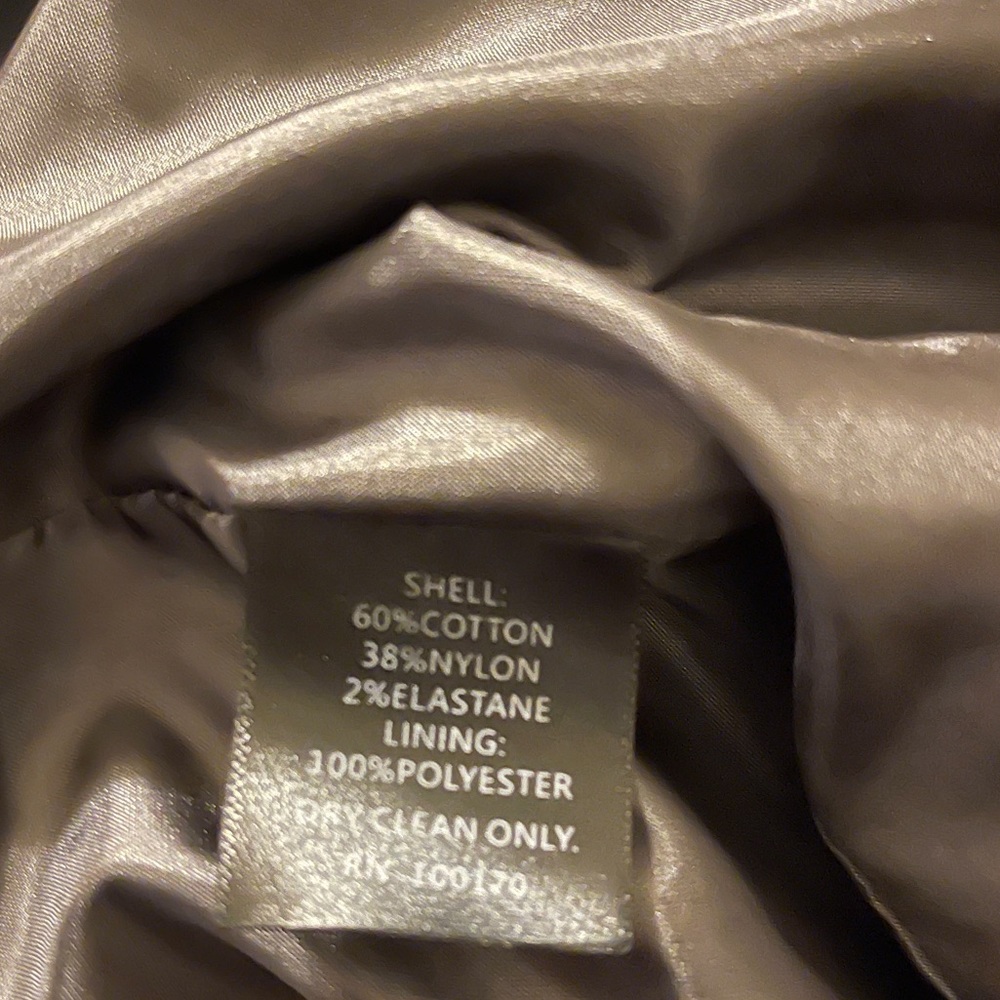 SHELL:
60%COTTON
38%NYLON
2%ELASTANE
LINING:
100%POLYESTER
DRY CLEAN ONLY.
RN 100170